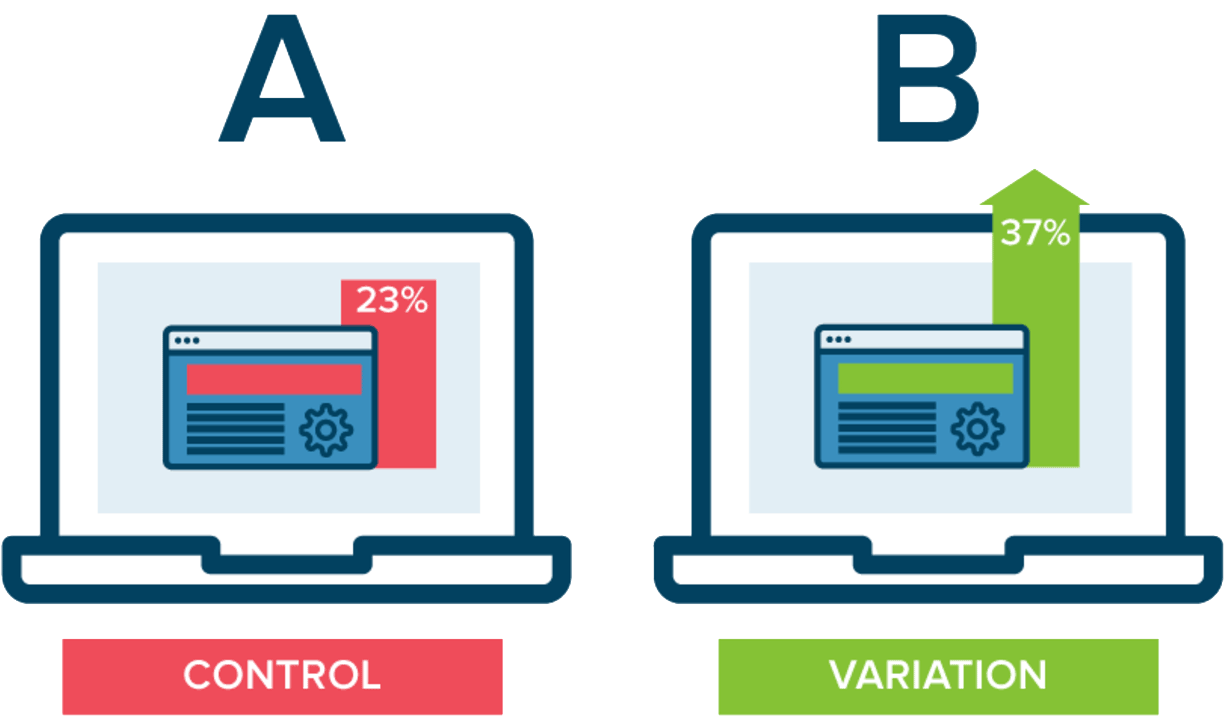 A
B
23%
37%
CONTROL
VARIATION